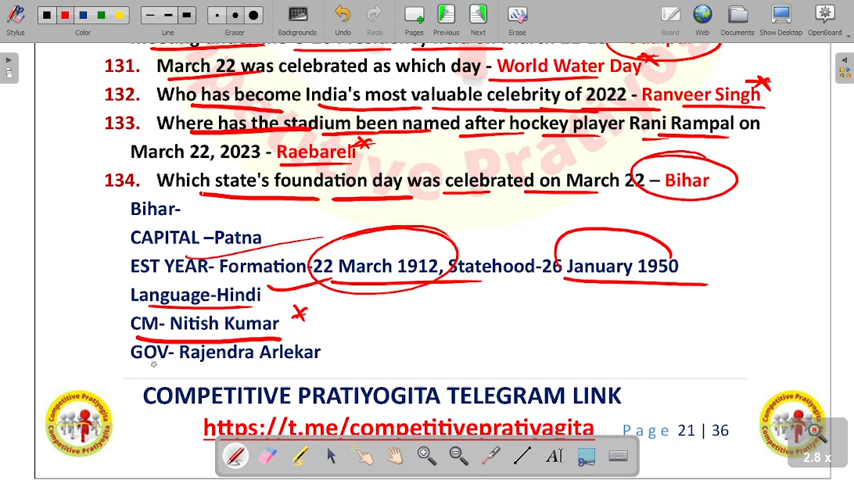 Stylus
Color
Line
Eraser
Backgrounds
Undo
Redo
Pages
Previous
Next
Erase
Board
Web
Documents
Show Desktop
OpenBoard
131. March 22 was celebrated as which day - World Water Day
132. Who has become India's most valuable celebrity of 2022 - Ranveer Singh
133. Where has the stadium been named after hockey player Rani Rampal on
March 22, 2023 - Raebareli
134. Which state's foundation day was celebrated on March 22 – Bihar
Bihar-
CAPITAL –Patna
EST YEAR- Formation-22 March 1912, Statehood-26 January 1950
Language-Hindi
CM- Nitish Kumar
GOV- Rajendra Arlekar
COMPETITIVE PRATIYOGITA TELEGRAM LINK
https://t.me/competitiveprativagita
Page 21 | 36
Competitive Pratiyogita
Competitive Pratiyogita
2.8 x